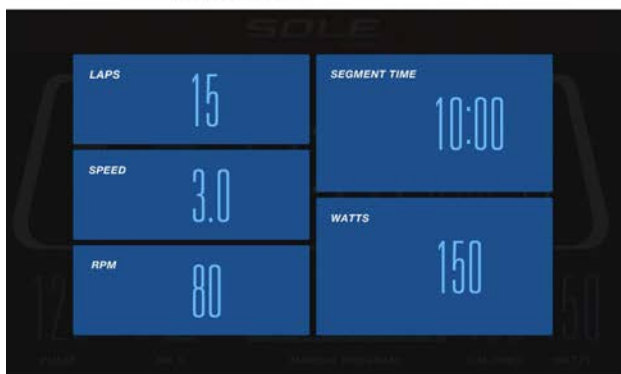 SOLE
LAPS
15
SEGMENT TIME
10:00
SPEED
3.0
WATTS
150
RPM
80